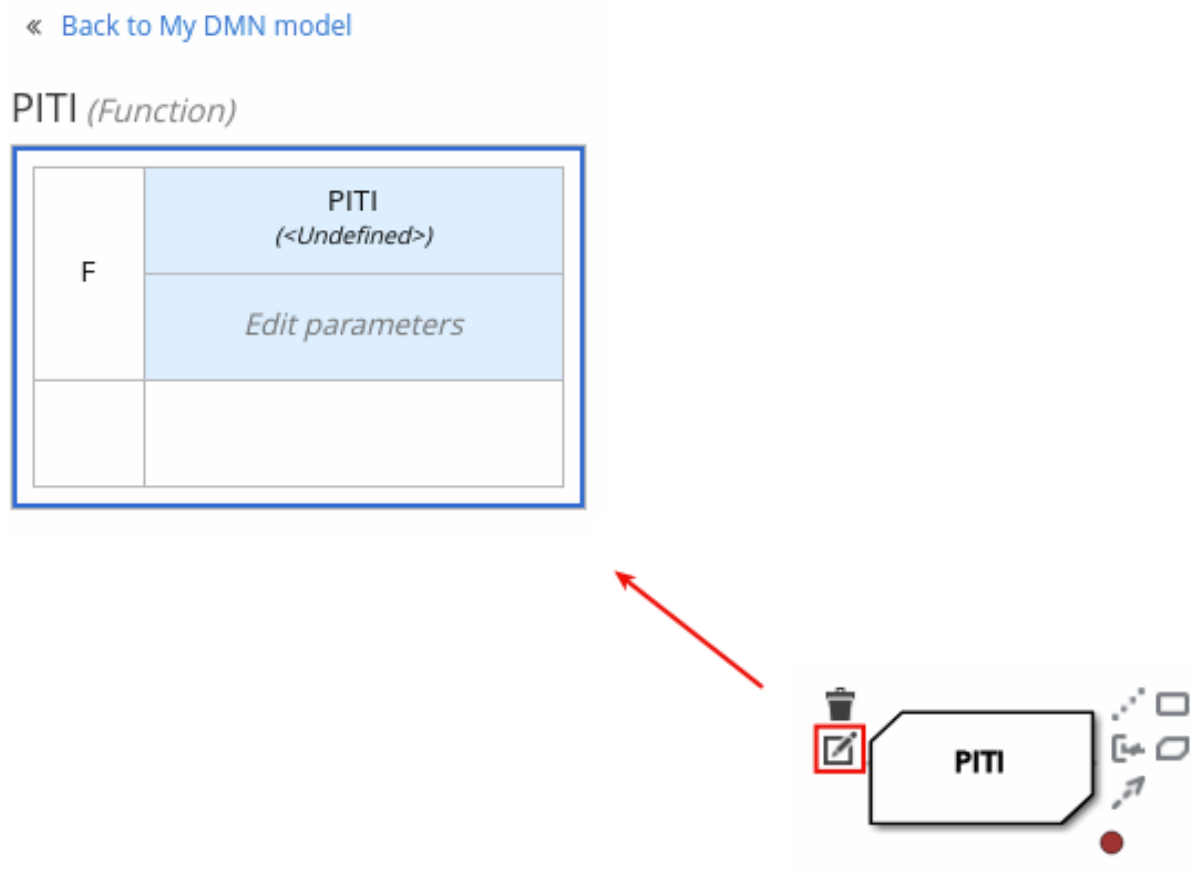 « Back to My DMN model
PITI (Function)
PITI
(<Undefined>)
F
Edit parameters
PITI